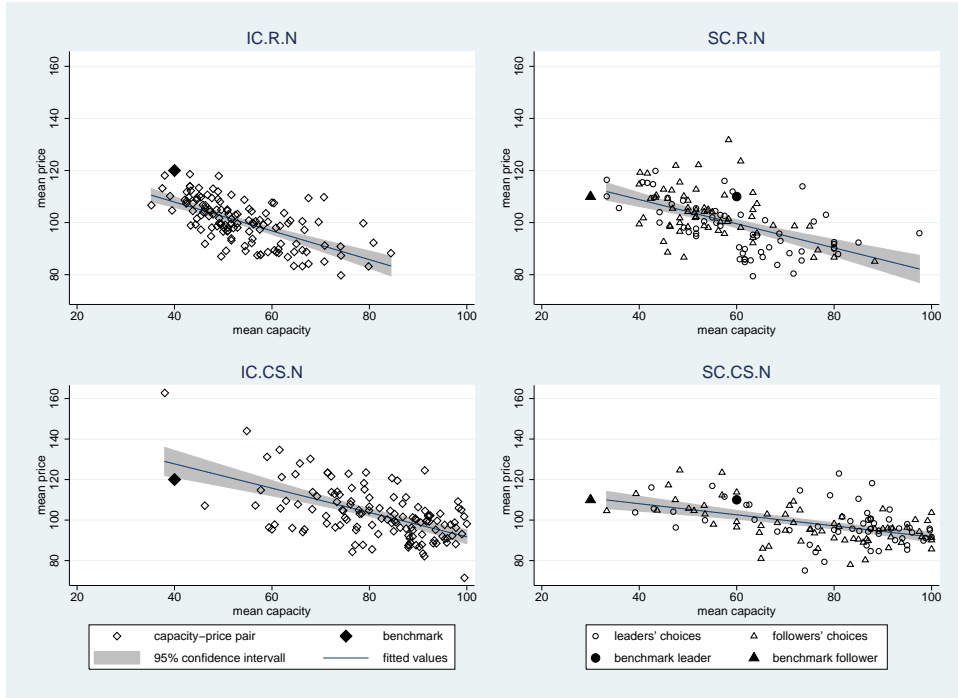 IC.R.N
SC.R.N
160
140
120
100
80
mean price
20 40 60 80 100
mean capacity
160
140
120
100
80
mean price
20 40 60 80 100
mean capacity
IC.CS.N
SC.CS.N
160
140
120
100
80
mean price
20 40 60 80 100
mean capacity
160
140
120
100
80
mean price
20 40 60 80 100
mean capacity
capacity−price pair benchmark
95% confidence intervall fitted values
leaders' choices followers' choices
benchmark leader benchmark follower